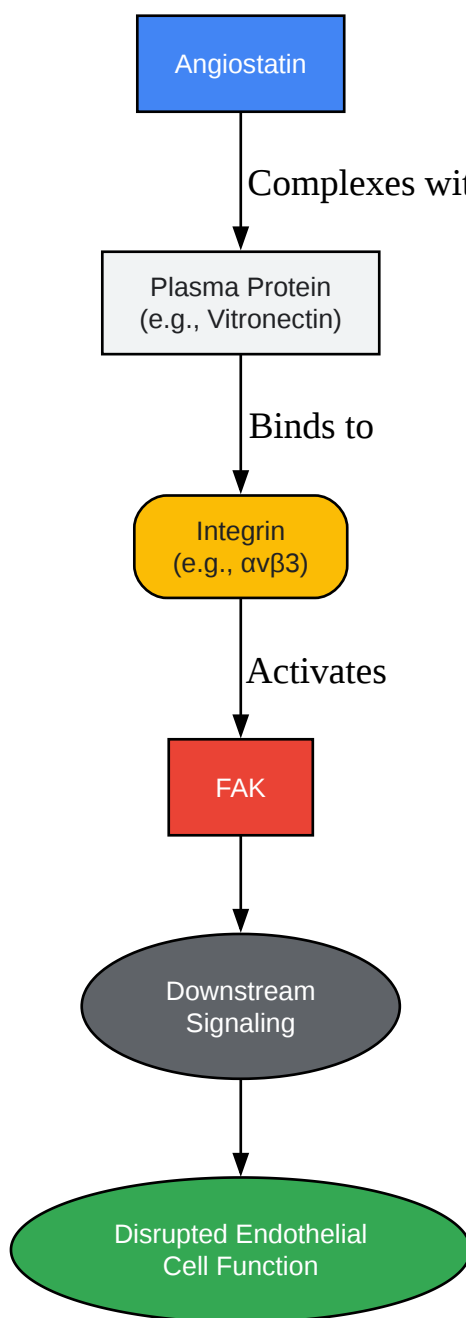 Angiostatin
Complexes wit
Plasma Protein
(e.g., Vitronectin)
Binds to
Integrin
(e.g., αvβ3)
Activates
FAK
Downstream
Signaling
Disrupted Endothelial
Cell Function